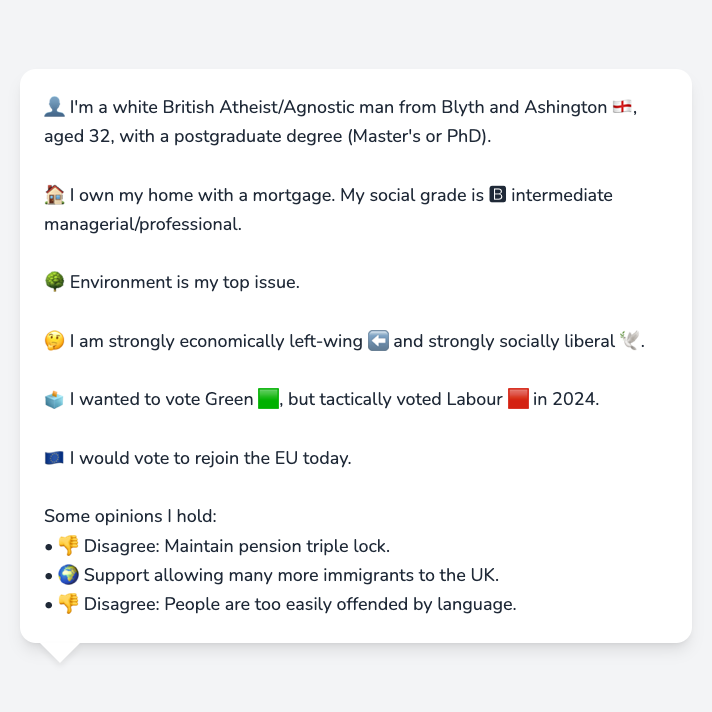 👤 I'm a white British Atheist/Agnostic man from Blyth and Ashington 🏴󠁧󠁢󠁥󠁮󠁧󠁿,
aged 32, with a postgraduate degree (Master's or PhD).
🏠 I own my home with a mortgage. My social grade is 🅱 intermediate
managerial/professional.
🌳 Environment is my top issue.
🤔 I am strongly economically left-wing ⬅️ and strongly socially liberal 🕊️.
🗳️ I wanted to vote Green 🟩, but tactically voted Labour 🟥 in 2024.
🇪🇺 I would vote to rejoin the EU today.
Some opinions I hold:
• 👎 Disagree: Maintain pension triple lock.
• 🌍 Support allowing many more immigrants to the UK.
• 👎 Disagree: People are too easily offended by language.